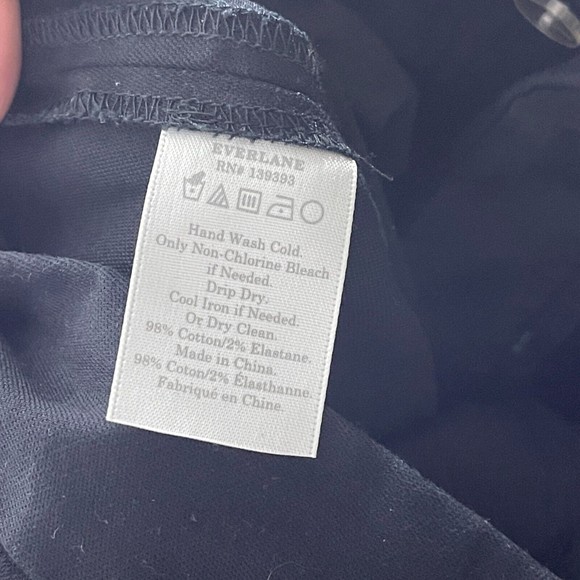 EVERLANE
RN# 139393
Hand Wash Cold.
Only Non-Chlorine Bleach
if Needed.
Drip Dry.
Cool Iron if Needed.
Or Dry Clean.
98% Cotton/2% Elastane.
Made in China.
98% Coton/2% Élasthanne.
Fabriqué en Chine.